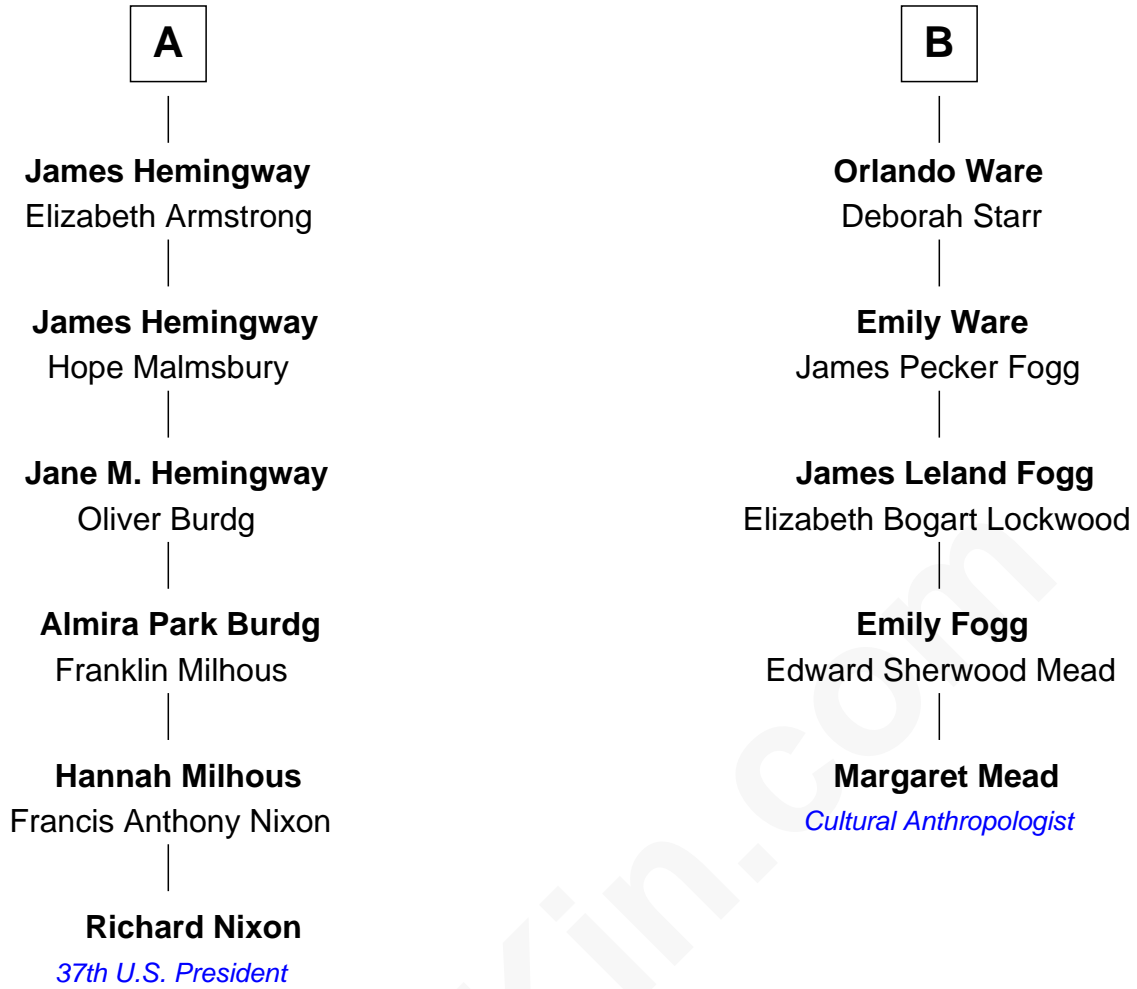 A
James Hemingway
Elizabeth Armstrong
James Hemingway
Hope Malmsbury
Jane M. Hemingway
Oliver Burdg
Almira Park Burdg
Franklin Milhous
Hannah Milhous
Francis Anthony Nixon
Richard Nixon
37th U.S. President
B
Orlando Ware
Deborah Starr
Emily Ware
James Pecker Fogg
James Leland Fogg
Elizabeth Bogart Lockwood
Emily Fogg
Edward Sherwood Mead
Margaret Mead
Cultural Anthropologist
Kin.com